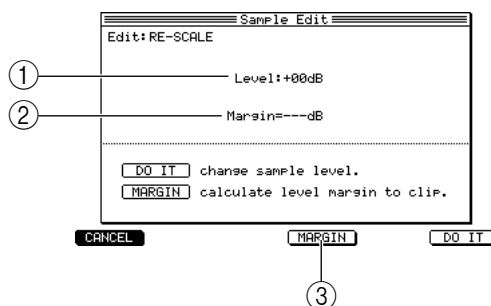 Sample Edit
Edit:RE-SCALE
① Level:+00dB
② Margin=---dB
DO IT change sample level.
MARGIN calculate level margin to clip.
CANCEL MARGIN DO IT
③